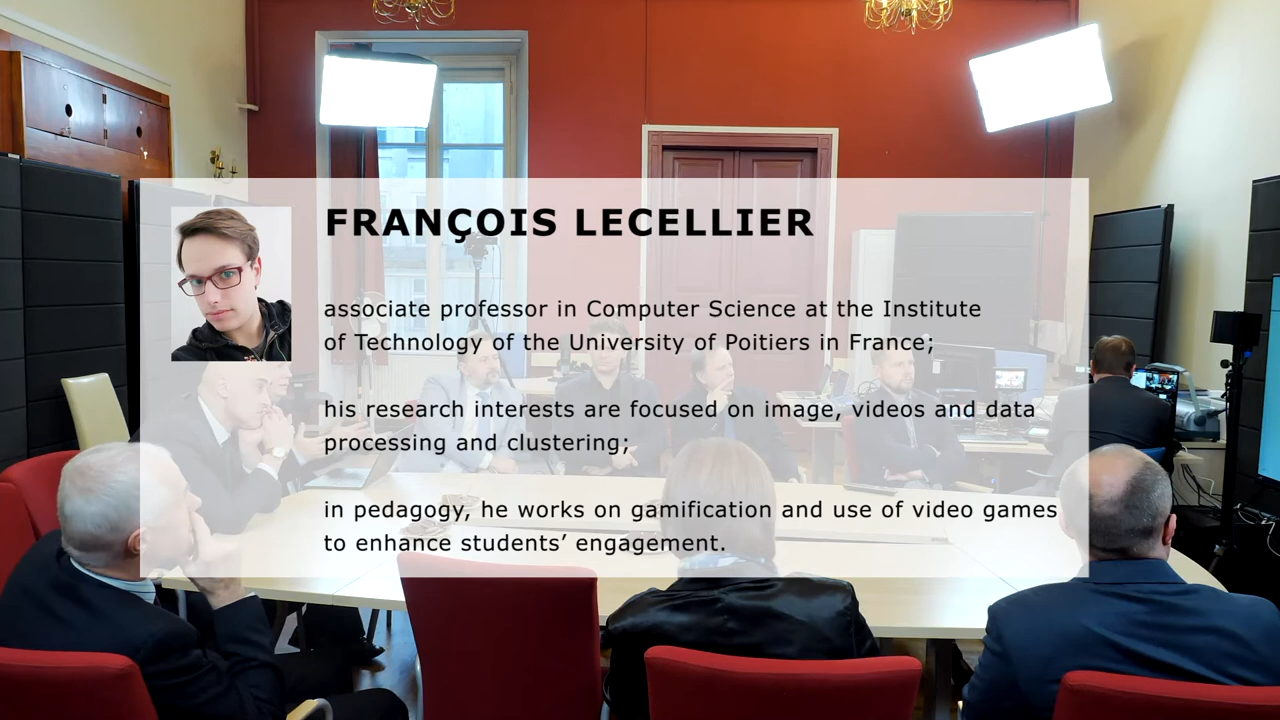 FRANÇOIS LECELLIER
associate professor in Computer Science at the Institute
of Technology of the University of Poitiers in France;
his research interests are focused on image, videos and data
processing and clustering;
in pedagogy, he works on gamification and use of video games
to enhance students’ engagement.